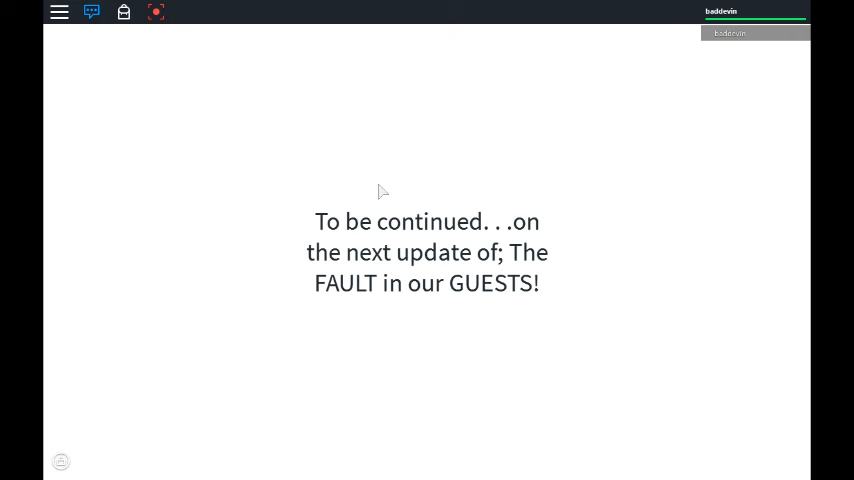 baddevin
baddevin
To be continued. . .on
the next update of; The
FAULT in our GUESTS!